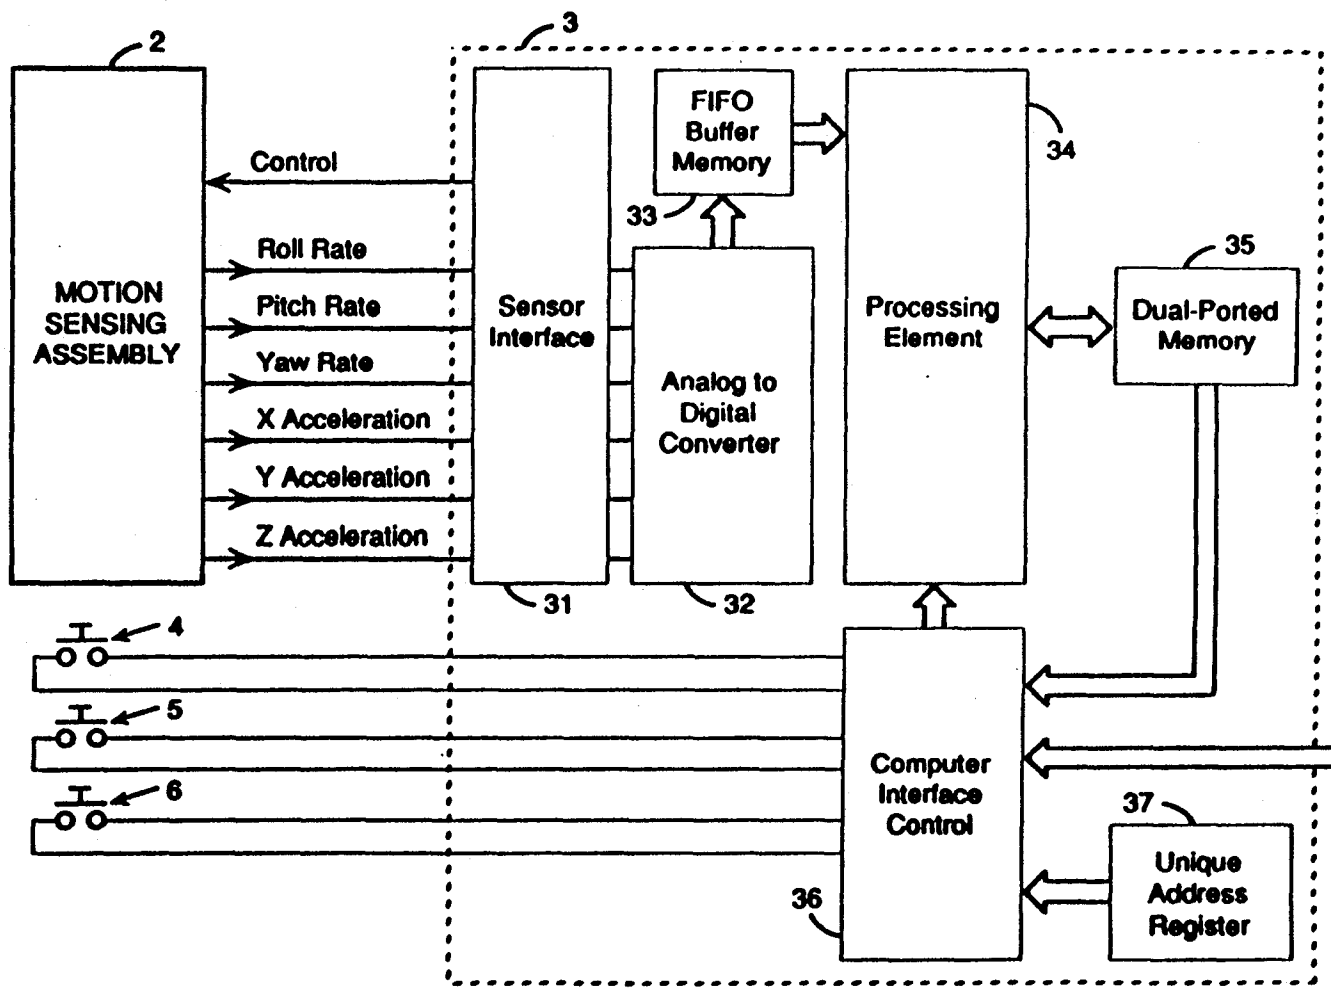 2
3
MOTION
SENSING
ASSEMBLY
Control
Roll Rate
Pitch Rate
Yaw Rate
X Acceleration
Y Acceleration
Z Acceleration
Sensor
Interface
31
FIFO
Buffer
Memory
33
Analog to
Digital
Converter
32
Processing
Element
34
35
Dual-Ported
Memory
4
5
6
Computer
Interface
Control
36
37
Unique
Address
Register